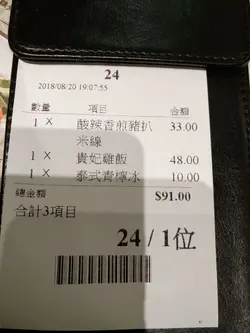 24
2018/08/20 19:07:55
數量 項目 金額
1 X 酸辣香煎豬扒 33.00
米線
1 X 貴妃雞飯 48.00
1 X 泰式青檸冰 10.00
總金額 $91.00
合計3項目
24 / 1位